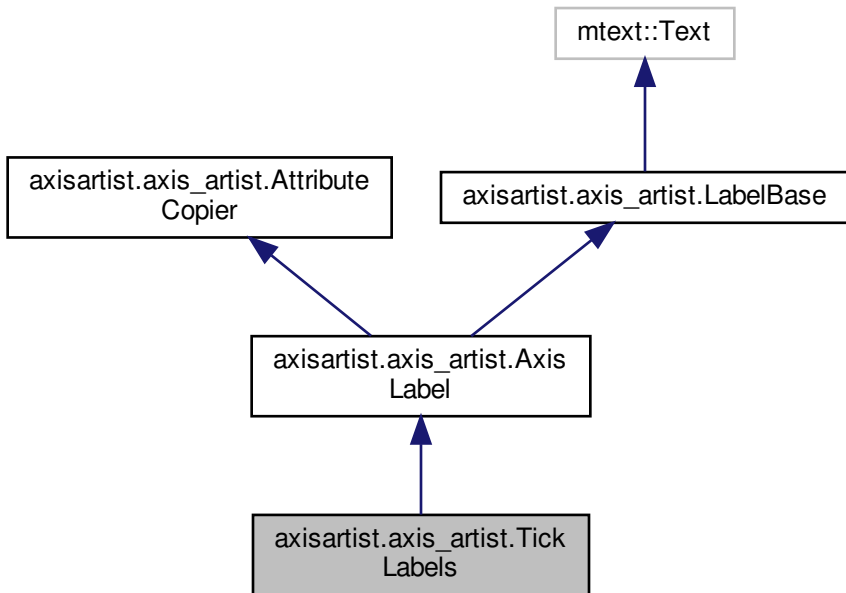 mtext::Text
axisartist.axis_artist.Attribute
Copier
axisartist.axis_artist.LabelBase
axisartist.axis_artist.Axis
Label
axisartist.axis_artist.Tick
Labels